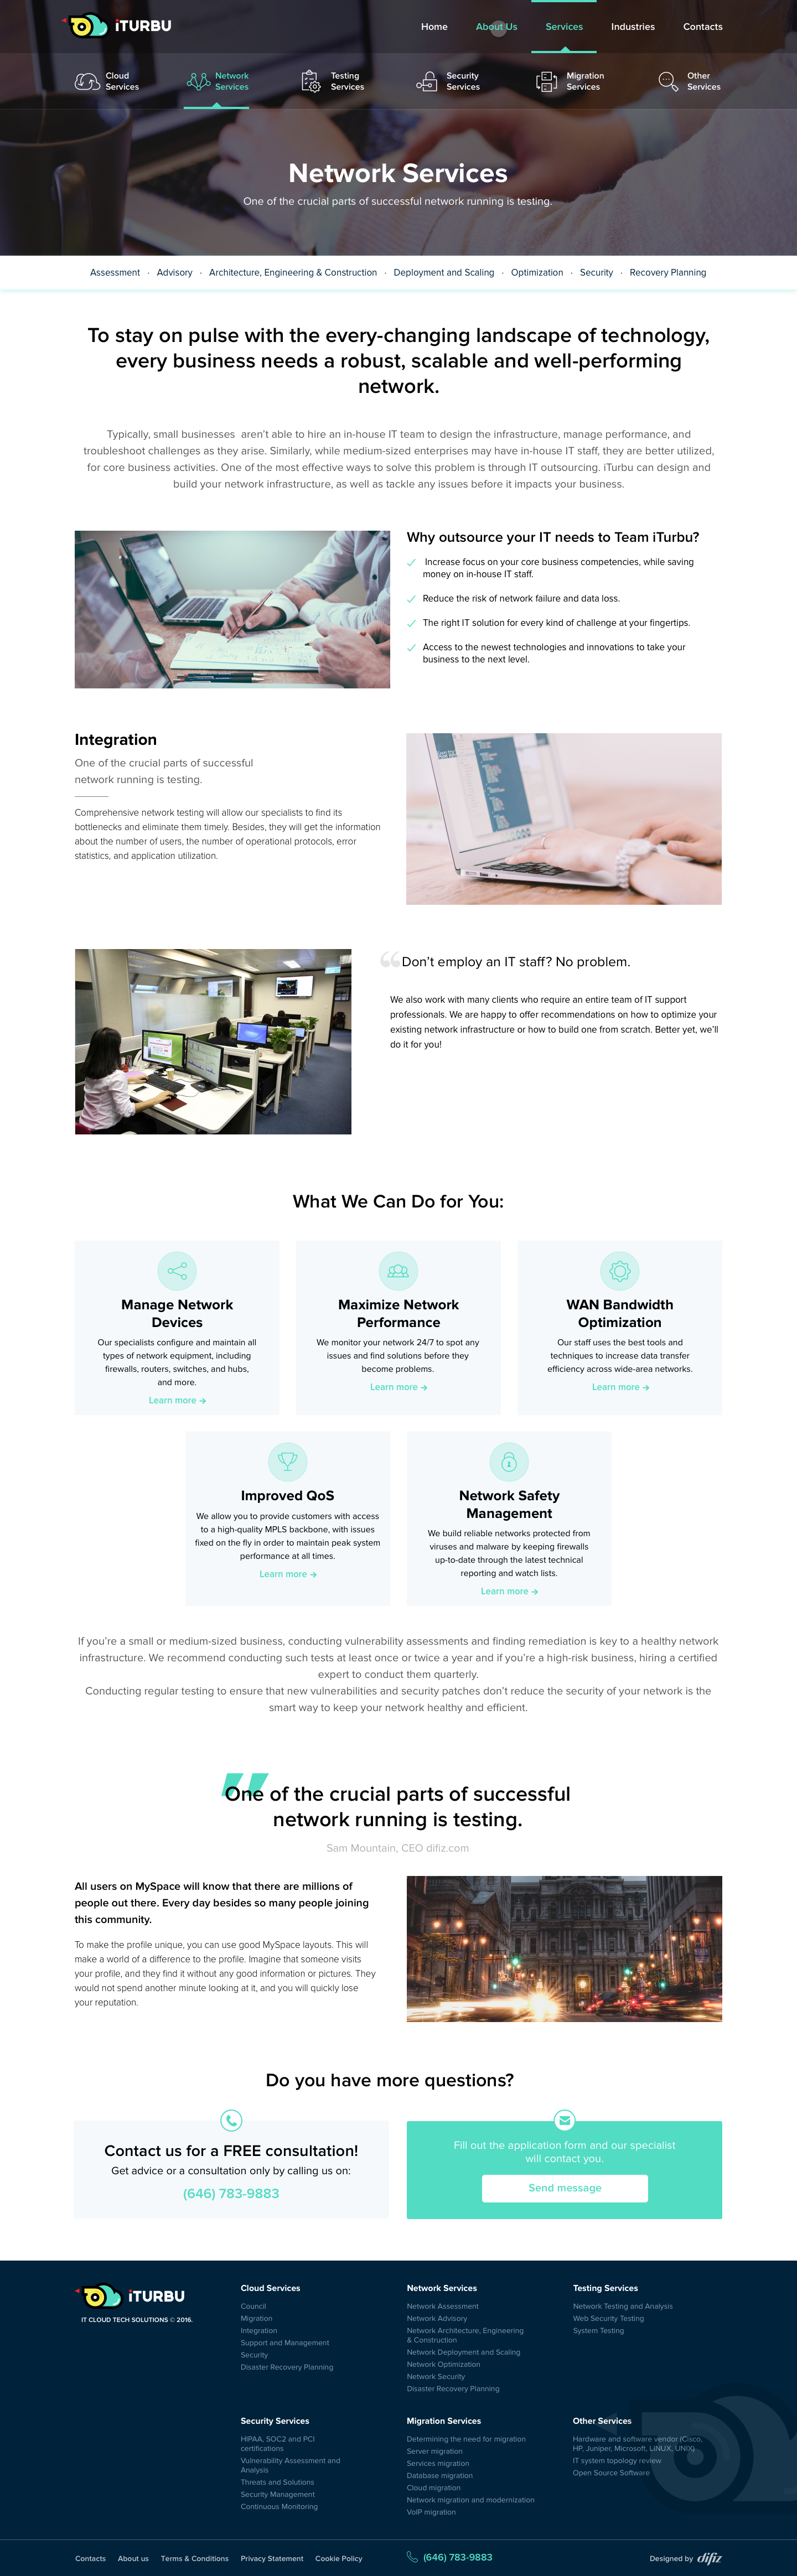 iTURBU
Home
About Us
Services
Industries
Contacts
Cloud
Services
Network
Services
Testing
Services
Security
Services
Migration
Services
Other
Services
Network Services
One of the crucial parts of successful network running is testing.
Assessment · Advisory · Architecture, Engineering & Construction · Deployment and Scaling · Optimization · Security · Recovery Planning
To stay on pulse with the every-changing landscape of technology,
every business needs a robust, scalable and well-performing
network.
Typically, small businesses aren't able to hire an in-house IT team to design the infrastructure, manage performance, and
troubleshoot challenges as they arise. Similarly, while medium-sized enterprises may have in-house IT staff, they are better utilized,
for core business activities. One of the most effective ways to solve this problem is through IT outsourcing. iTurbu can design and
build your network infrastructure, as well as tackle any issues before it impacts your business.
Why outsource your IT needs to Team iTurbu?
Increase focus on your core business competencies, while saving
money on in-house IT staff.
Reduce the risk of network failure and data loss.
The right IT solution for every kind of challenge at your fingertips.
Access to the newest technologies and innovations to take your
business to the next level.
Integration
One of the crucial parts of successful
network running is testing.
Comprehensive network testing will allow our specialists to find its
bottlenecks and eliminate them timely. Besides, they will get the information
about the number of users, the number of operational protocols, error
statistics, and application utilization.
“Don't employ an IT staff? No problem.
We also work with many clients who require an entire team of IT support
professionals. We are happy to offer recommendations on how to optimize your
existing network infrastructure or how to build one from scratch. Better yet, we'll
do it for you!
What We Can Do for You:
Manage Network
Devices
Our specialists configure and maintain all
types of network equipment, including
firewalls, routers, switches, and hubs,
and more.
Learn more →
Maximize Network
Performance
We monitor your network 24/7 to spot any
issues and find solutions before they
become problems.
Learn more →
WAN Bandwidth
Optimization
Our staff uses the best tools and
techniques to increase data transfer
efficiency across wide-area networks.
Learn more →
Improved QoS
We allow you to provide customers with access
to a high-quality MPLS backbone, with issues
fixed on the fly in order to maintain peak system
performance at all times.
Learn more →
Network Safety
Management
We build reliable networks protected from
viruses and malware by keeping firewalls
up-to-date through the latest technical
reporting and watch lists.
Learn more →
If you're a small or medium-sized business, conducting vulnerability assessments and finding remediation is key to a healthy network
infrastructure. We recommend conducting such tests at least once or twice a year and if you're a high-risk business, hiring a certified
expert to conduct them quarterly.
Conducting regular testing to ensure that new vulnerabilities and security patches don't reduce the security of your network is the
smart way to keep your network healthy and efficient.
"One of the crucial parts of successful
network running is testing.
Sam Mountain, CEO difiz.com
All users on MySpace will know that there are millions of
people out there. Every day besides so many people joining
this community.
To make the profile unique, you can use good MySpace layouts. This will
make a world of a difference to the profile. Imagine that someone visits
your profile, and they find it without any good information or pictures. They
would not spend another minute looking at it, and you will quickly lose
your reputation.
Do you have more questions?
Contact us for a FREE consultation!
Get advice or a consultation only by calling us on:
(646) 783-9883
Fill out the application form and our specialist
will contact you.
Send message
iTURBU
IT CLOUD TECH SOLUTIONS © 2016.
Cloud Services
Council
Migration
Integration
Support and Management
Security
Disaster Recovery Planning
Network Services
Network Assessment
Network Advisory
Network Architecture, Engineering
& Construction
Network Deployment and Scaling
Network Optimization
Network Security
Disaster Recovery Planning
Testing Services
Network Testing and Analysis
Web Security Testing
System Testing
Security Services
HIPAA, SOC2 and PCI
certifications
Vulnerability Assessment and
Analysis
Threats and Solutions
Security Management
Continuous Monitoring
Migration Services
Determining the need for migration
Server migration
Services migration
Database migration
Cloud migration
Network migration and modernization
VoIP migration
Other Services
Hardware and software vendor (Cisco,
HP, Juniper, Microsoft, LINUX, UNIX)
IT system topology review
Open Source Software
Contacts
About us
Terms & Conditions
Privacy Statement
Cookie Policy
(646) 783-9883
Designed by difiz